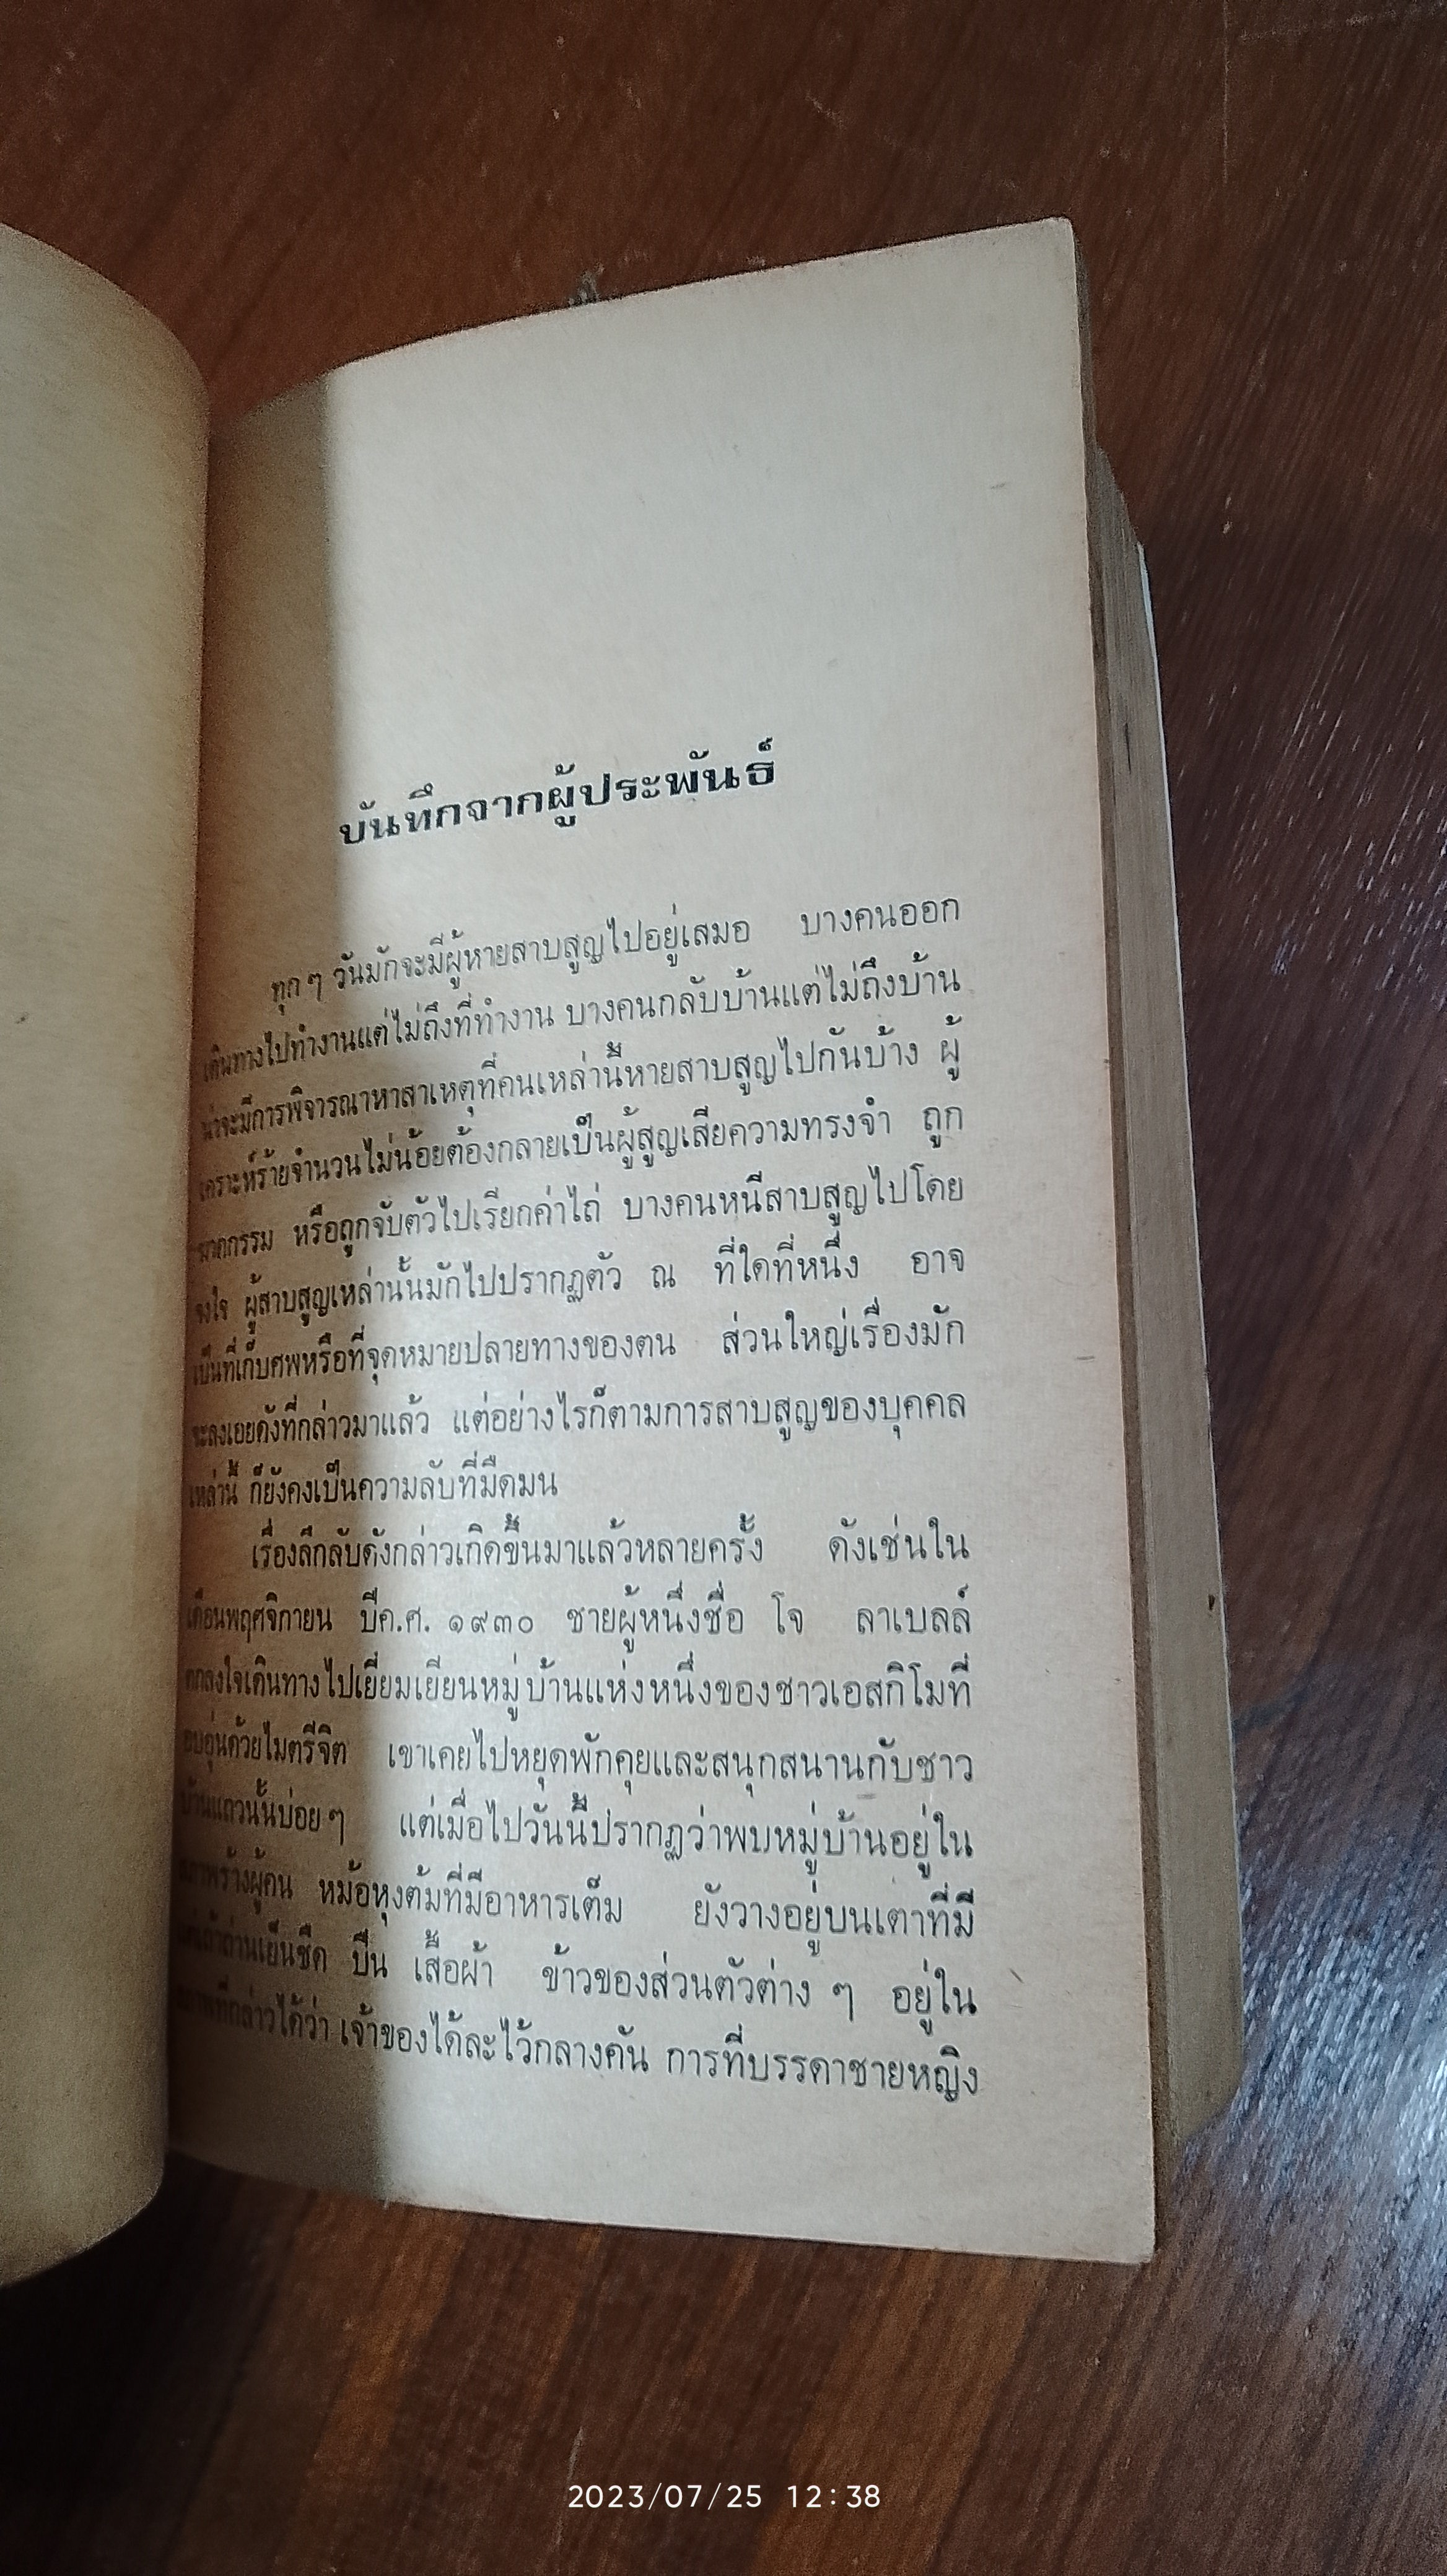 บันทึกจากผู้ประพันธ์
ทุก ๆ วันมักจะมีผู้หายสาบสูญไปอยู่เสมอ บางคนออก
เดินทางไปทำงานแต่ไม่ถึงที่ทำงาน บางคนกลับบ้านแต่ไม่ถึงบ้าน
น่าจะมีการพิจารณาหาสาเหตุที่คนเหล่านี้หายสาบสูญไปกันบ้าง ผู้
เคราะห์ร้ายจำนวนไม่น้อยต้องกลายเป็นผู้สูญเสียความทรงจำ ถูก
ฆาตกรรม หรือถูกจับตัวไปเรียกค่าไถ่ บางคนหนีสาบสูญไปโดย
จงใจ ผู้สาบสูญเหล่านั้นมักไปปรากฏตัว ณ ที่ใดที่หนึ่ง อาจ
เป็นที่เก็บศพหรือที่จุดหมายปลายทางของตน ส่วนใหญ่เรื่องมัก
จะลงเอยดังที่กล่าวมาแล้ว แต่อย่างไรก็ตามการสาบสูญของบุคคล
เหล่านี้ ก็ยังคงเป็นความลับที่มืดมน
เรื่องลึกลับดังกล่าวเกิดขึ้นมาแล้วหลายครั้ง ดังเช่นใน
เดือนพฤศจิกายน ปีค.ศ. ๑๙๓๐ ชายผู้หนึ่งชื่อ โจ ลาเบลล์
ตกลงใจเดินทางไปเยี่ยมเยียนหมู่บ้านแห่งหนึ่งของชาวเอสกิโมที่
อบอุ่นด้วยไมตรีจิต เขาเคยไปหยุดพักคุยและสนุกสนานกับชาว
บ้านแถวนั้นบ่อย ๆ แต่เมื่อไปวันนี้ปรากฏว่าพบหมู่บ้านอยู่ใน
สภาพร้างผู้คน หม้อหุงต้มที่มีอาหารเต็ม ยังวางอยู่บนเตาที่มี
เย็นชืด ปืน เสื้อผ้า ข้าวของส่วนตัวต่าง ๆ อยู่ใน
ที่กล่าวได้ว่า เจ้าของได้ละไว้กลางคัน การที่บรรดาชายหญิง
2023/07/25 12:38